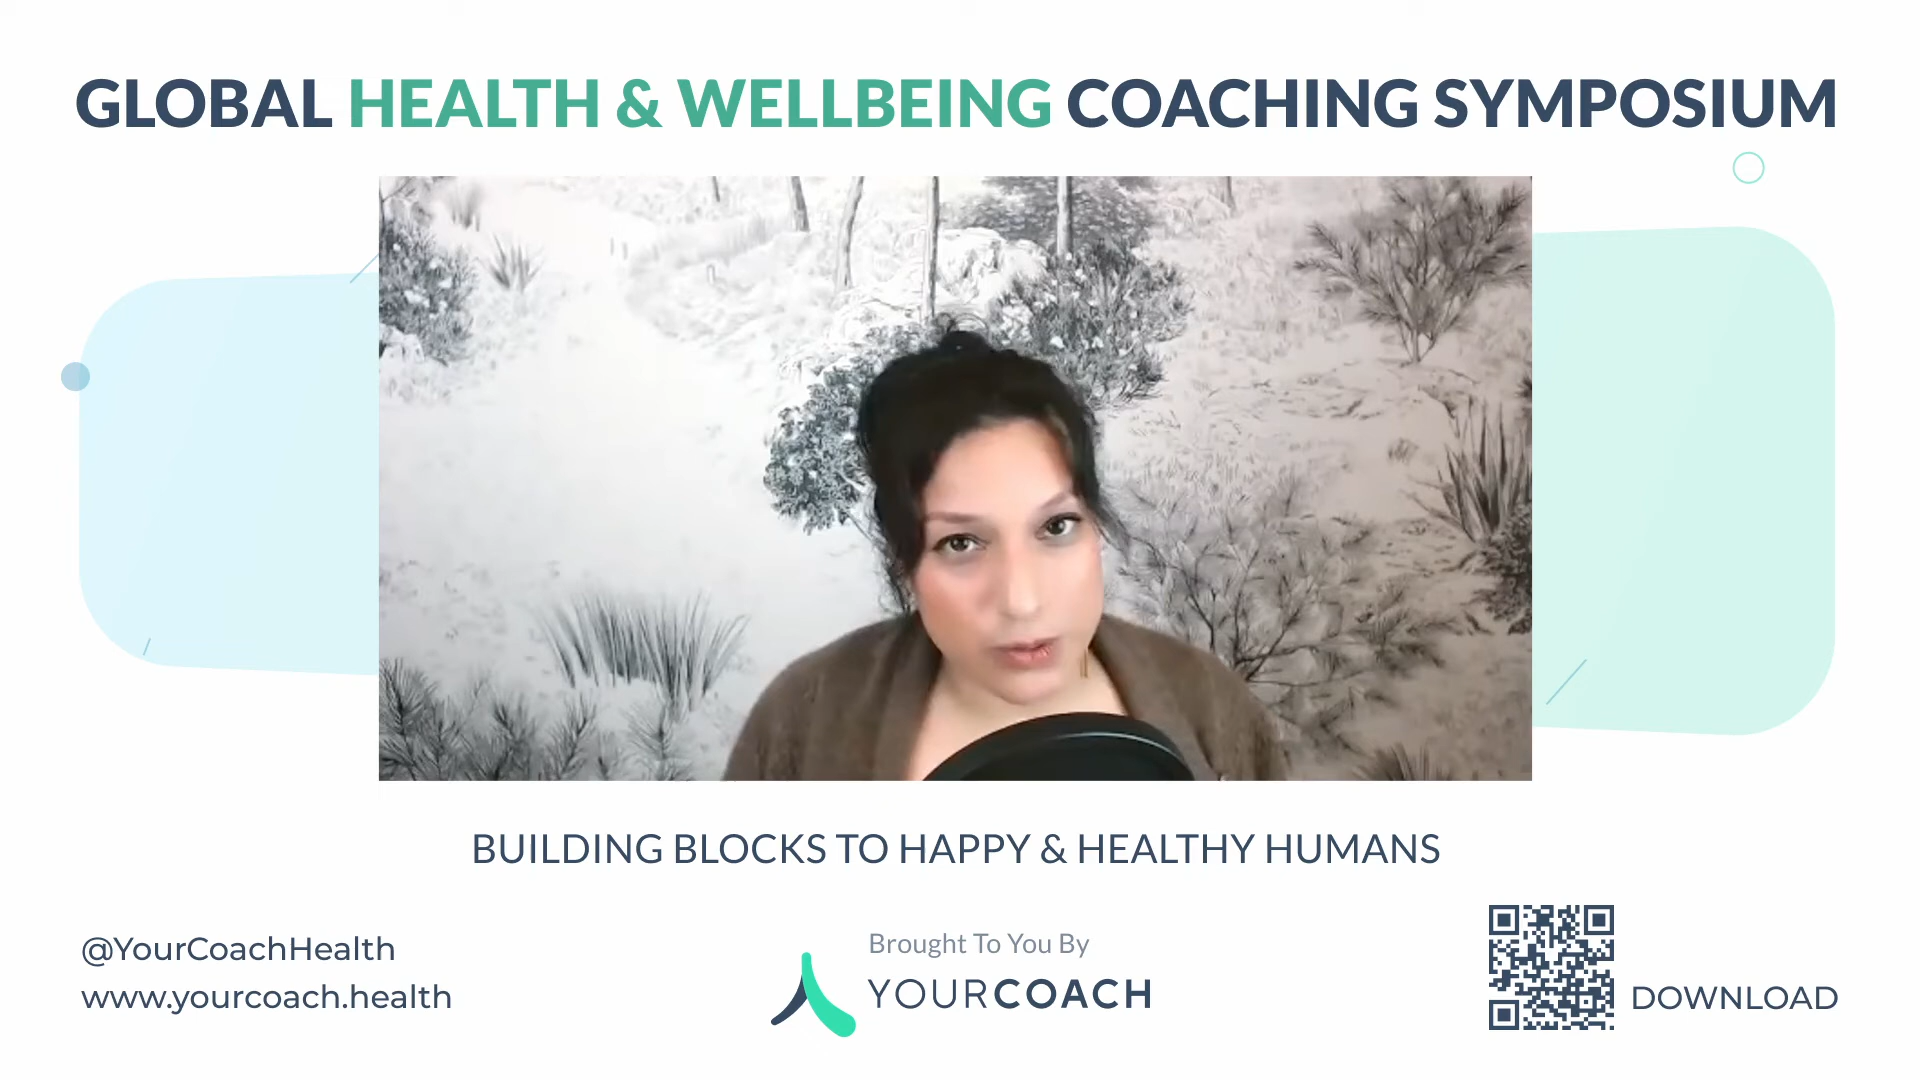 GLOBAL HEALTH & WELLBEING COACHING SYMPOSIUM
BUILDING BLOCKS TO HAPPY & HEALTHY HUMANS
@YourCoachHealth
www.yourcoach.health
Brought To You By
YOURCOACH
DOWNLOAD